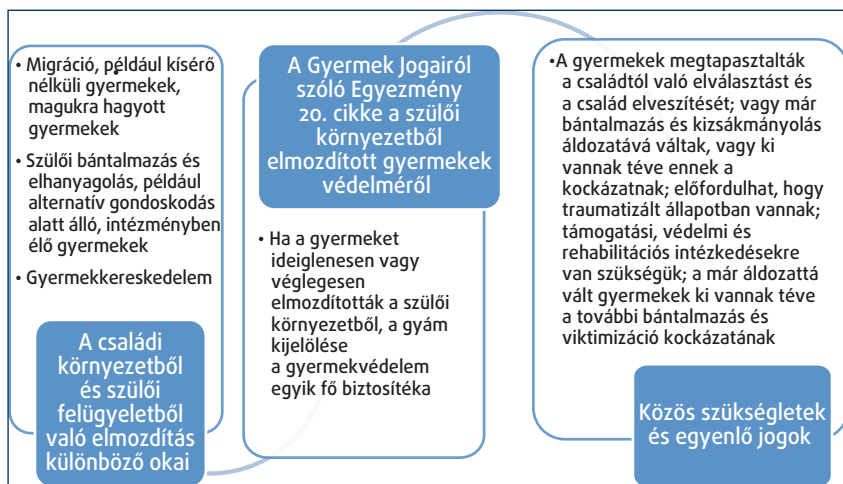 • Migráció, például kísérő
nélküli gyermekek,
magukra hagyott
gyermekek
• Szülői bántalmazás és
elhanyagolás, például
alternatív gondoskodás
alatt álló, intézményben
élő gyermekek
• Gyermekkereskedelem
A családi
környezetből
és szülői
felügyeletből
való elmozdítás
különböző okai
A Gyermek Jogairól
szóló Egyezmény
20. cikke a szülői
környezetből
elmozdított gyermekek
védelméről
• Ha a gyermeket
ideiglenesen vagy
véglegesen
elmozdították a szülői
környezetből, a gyám
kijelölése
a gyermekvédelem
egyik fő biztosítéka
•A gyermekek megtapasztalták
a családtól való elválasztást és
a család elveszítését; vagy már
bántalmazás és kizsákmányolás
áldozatává váltak, vagy ki
vannak téve ennek a
kockázatnak; előfordulhat, hogy
traumatizált állapotban vannak;
támogatási, védelmi és
rehabilitációs intézkedésekre
van szükségük; a már áldozattá
vált gyermekek ki vannak téve
a további bántalmazás és
viktimizáció kockázatának
Közös szükségletek
és egyenlő jogok